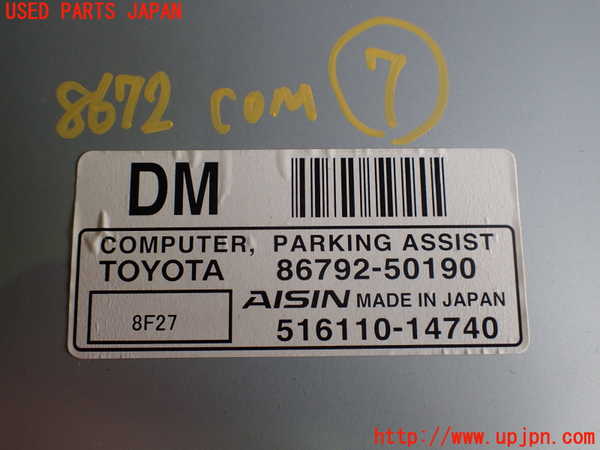 USED PARTS JAPAN
8672 COM 7
DM
COMPUTER, PARKING ASSIST
TOYOTA 86792-50190
8F27
AISIN MADE IN JAPAN
516110-14740
http://www.upjpn.com/